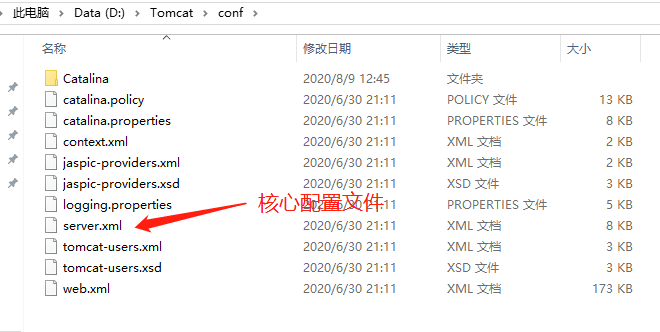 此电脑 > Data (D:) > Tomcat > conf
名称 修改日期 类型 大小
Catalina 2020/8/9 12:45 文件夹
catalina.policy 2020/6/30 21:11 POLICY 文件 13 KB
catalina.properties 2020/6/30 21:11 PROPERTIES 文件 8 KB
context.xml 2020/6/30 21:11 XML 文档 2 KB
jaspic-providers.xml 2020/6/30 21:11 XML 文档 2 KB
jaspic-providers.xsd 2020/6/30 21:11 XSD 文件 3 KB
logging.properties 2020/6/30 21:11 PROPERTIES 文件 5 KB
核心配置文件
server.xml 2020/6/30 21:11 XML 文档 8 KB
tomcat-users.xml 2020/6/30 21:11 XML 文档 3 KB
tomcat-users.xsd 2020/6/30 21:11 XSD 文件 3 KB
web.xml 2020/6/30 21:11 XML 文档 173 KB